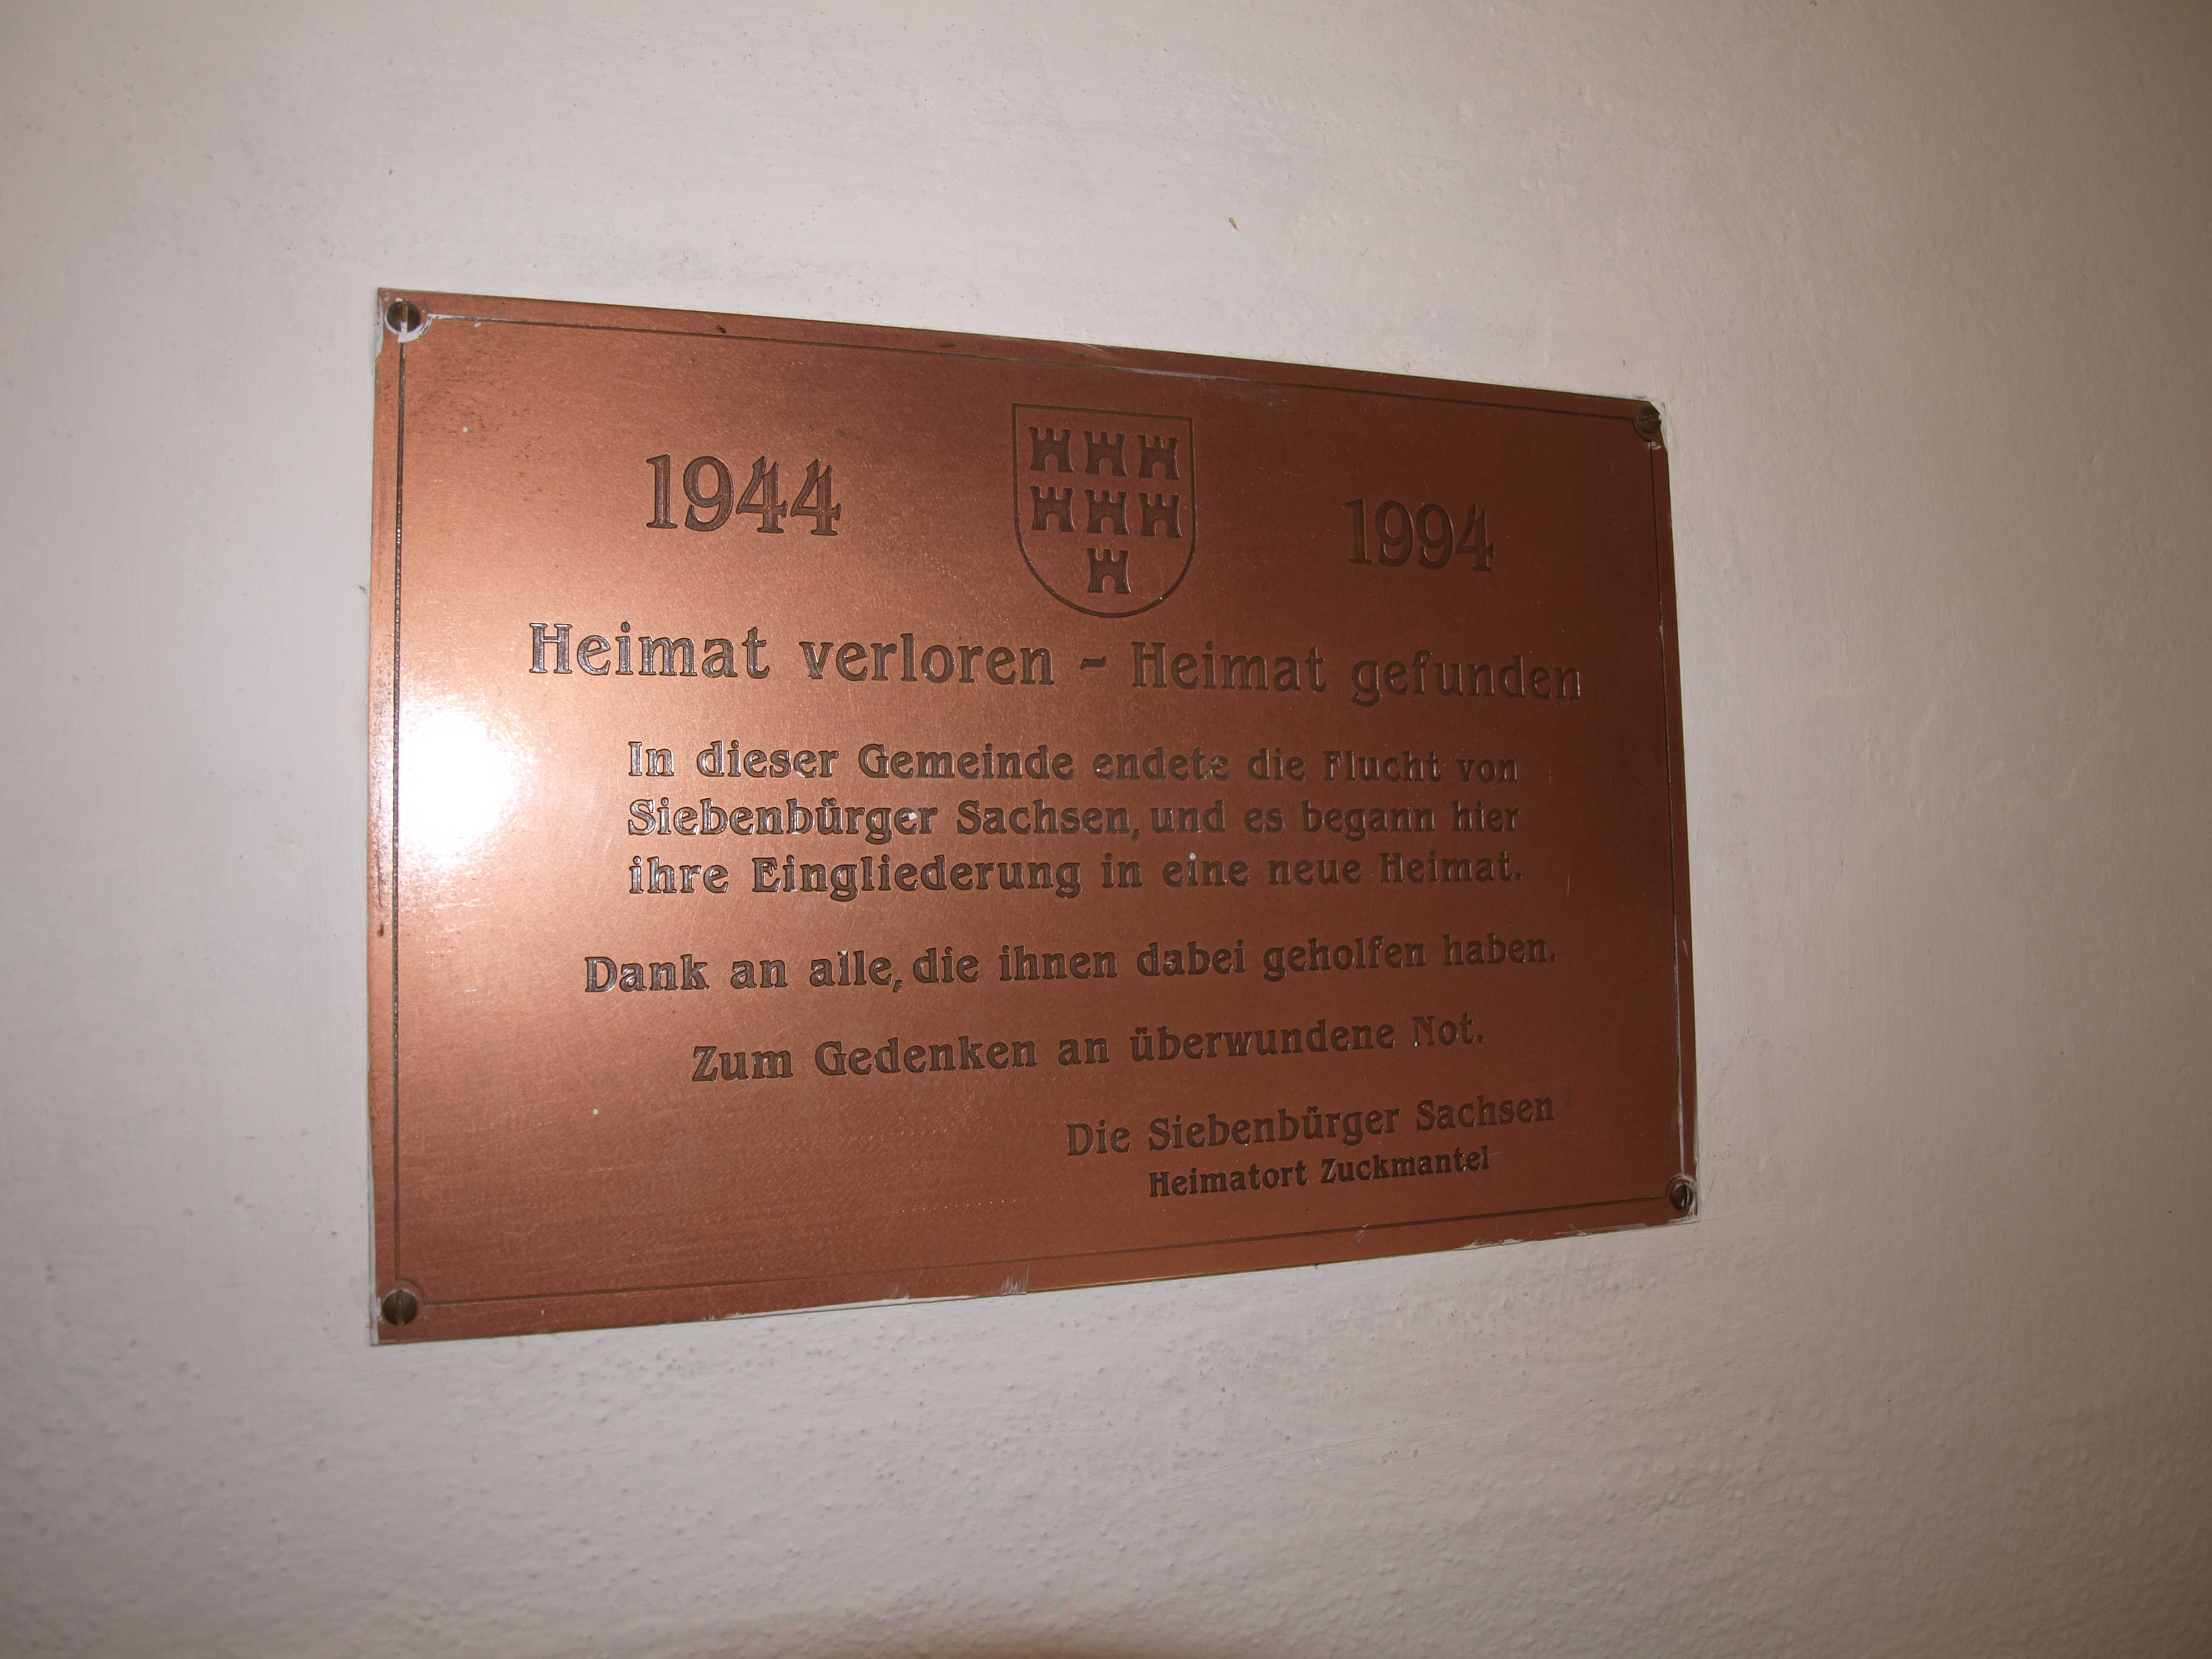 1944 1994
Heimat verloren - Heimat gefunden
In dieser Gemeinde endete die Flucht von
Siebenbürger Sachsen, und es begann hier
ihre Eingliederung in eine neue Heimat.
Dank an alle, die ihnen dabei geholfen haben.
Zum Gedenken an überwundene Not.
Die Siebenbürger Sachsen
Heimatort Zuckmantel